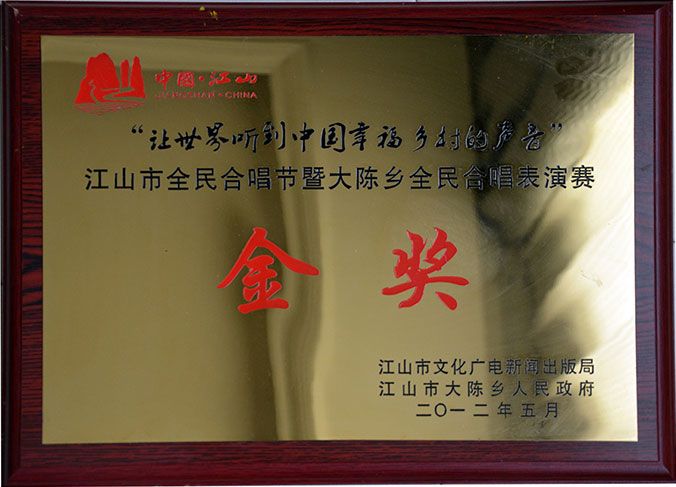 中國·江山
JIANGSHAN·CHINA
“让世界听到中国幸福乡村的声音”
江山市全民合唱节暨大陈乡全民合唱表演赛
金奖
江山市文化广电新闻出版局
江山市大陈乡人民政府
二〇一二年五月